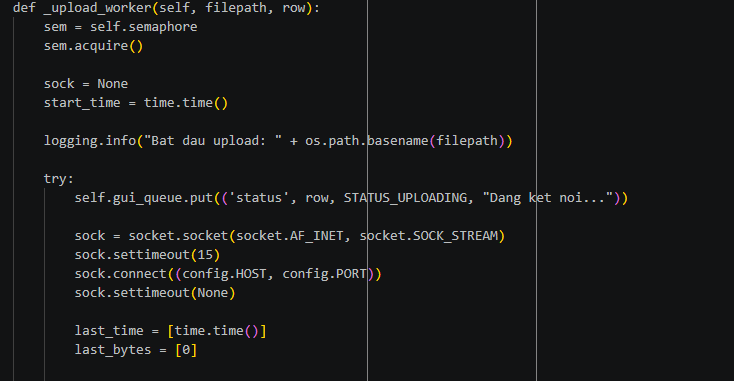 def _upload_worker(self, filepath, row):
sem = self.semaphore
sem.acquire()
sock = None
start_time = time.time()
logging.info("Bat dau upload: " + os.path.basename(filepath))
try:
self.gui_queue.put(('status', row, STATUS_UPLOADING, "Dang ket noi..."))
sock = socket.socket(socket.AF_INET, socket.SOCK_STREAM)
sock.settimeout(15)
sock.connect((config.HOST, config.PORT))
sock.settimeout(None)
last_time = [time.time()]
last_bytes = [0]